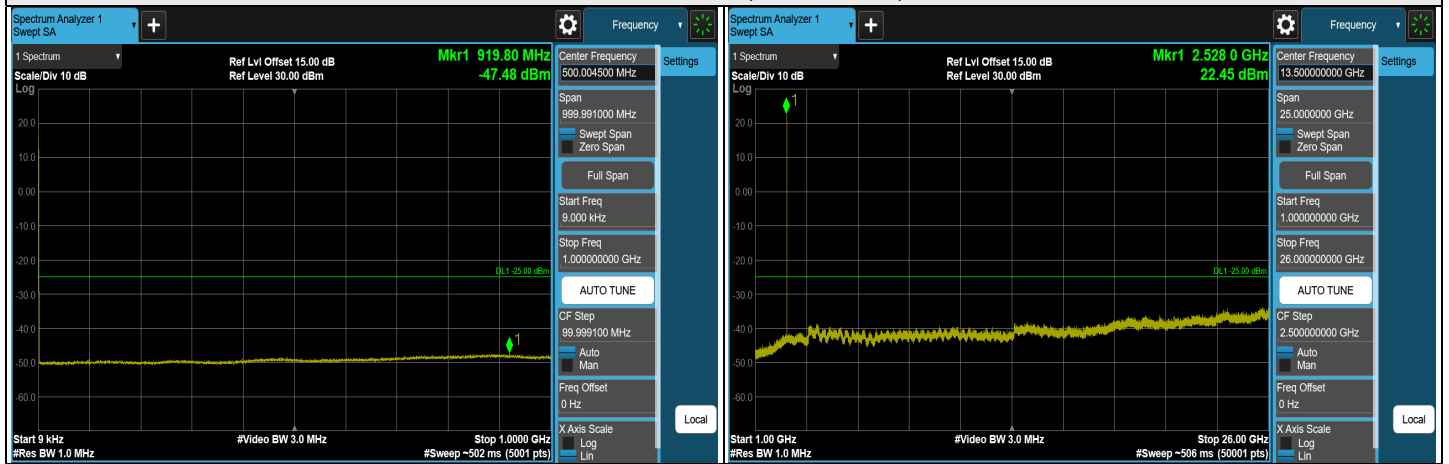 Spectrum Analyzer 1
Swept SA
+
Frequency
1 Spectrum
Scale/Div 10 dB
Log
Ref Lvl Offset 15.00 dB
Ref Level 30.00 dBm
Mkr1 919.80 MHz
-47.48 dBm
20.0
10.0
0.00
-10.0
-20.0
-30.0
-40.0
-50.0
-60.0
DL1 -25.00 dBm
1
Start 9 kHz
#Res BW 1.0 MHz
#Video BW 3.0 MHz
Stop 1.0000 GHz
#Sweep ~502 ms (5001 pts)
Center Frequency
500.004500 MHz
Settings
Span
999.991000 MHz
Swept Span
Zero Span
Full Span
Start Freq
9.000 kHz
Stop Freq
1.000000000 GHz
AUTO TUNE
CF Step
99.999100 MHz
Auto
Man
Freq Offset
0 Hz
X Axis Scale
Log
Lin
Local
Spectrum Analyzer 1
Swept SA
+
Frequency
1 Spectrum
Scale/Div 10 dB
Log
Ref Lvl Offset 15.00 dB
Ref Level 30.00 dBm
Mkr1 2.528 0 GHz
22.45 dBm
1
20.0
10.0
0.00
-10.0
-20.0
-30.0
-40.0
-50.0
-60.0
DL1 -25.00 dBm
Start 1.00 GHz
#Res BW 1.0 MHz
#Video BW 3.0 MHz
Stop 26.00 GHz
#Sweep ~506 ms (5001 pts)
Center Frequency
13.500000000 GHz
Settings
Span
25.0000000 GHz
Swept Span
Zero Span
Full Span
Start Freq
1.000000000 GHz
Stop Freq
26.000000000 GHz
AUTO TUNE
CF Step
2.500000000 GHz
Auto
Man
Freq Offset
0 Hz
X Axis Scale
Log
Lin
Local